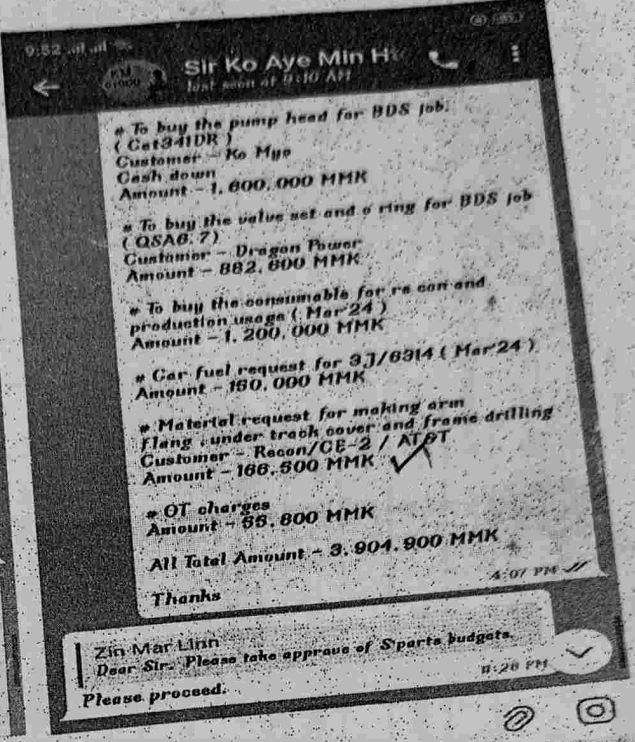 9:52
Sir Ko Aye Min H
last seen at 9:10 AM
# To buy the pump head for BDS job.
( Cat341DR )
Customer - Ko Myo
Cash down
Amount - 1,600,000 MMK
# To buy the valve set and o ring for BDS job
( QSA6.7)
Customer - Dragon Power
Amount - 882,600 MMK
# To buy the consumable for re con and
production usage ( Mar'24 )
Amount - 1,200,000 MMK
# Car fuel request for 3J/6314 ( Mar'24 )
Amount - 150,000 MMK
# Material request for making arm
flang , under track cover and frame drilling
Customer - Recon/CE-2 / AT&T
Amount - 166,500 MMK
# OT charges
Amount - 55,800 MMK
All Total Amount - 3,904,900 MMK
4:07 PM
Thanks
Zin Mar Linn
Dear Sir. Please take approve of S'parts budgets.
Please proceed.